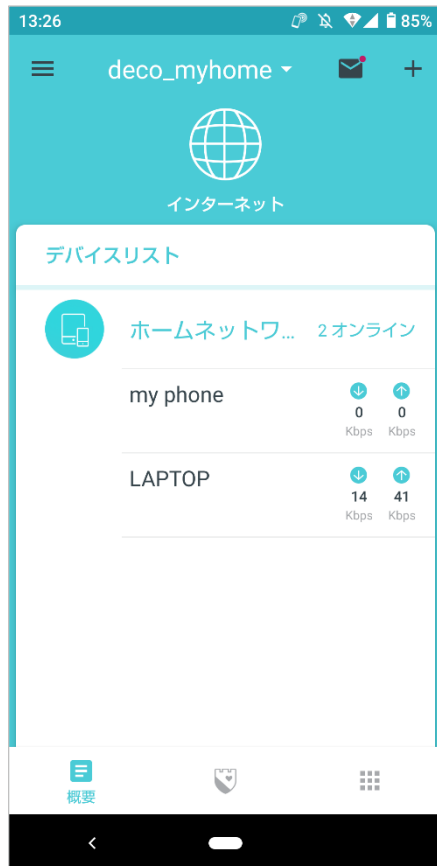 13:26 85%
deco_myhome
インターネット
デバイスリスト
ホームネットワ... 2 オンライン
my phone 0 0
Kbps Kbps
LAPTOP 14 41
Kbps Kbps
概要